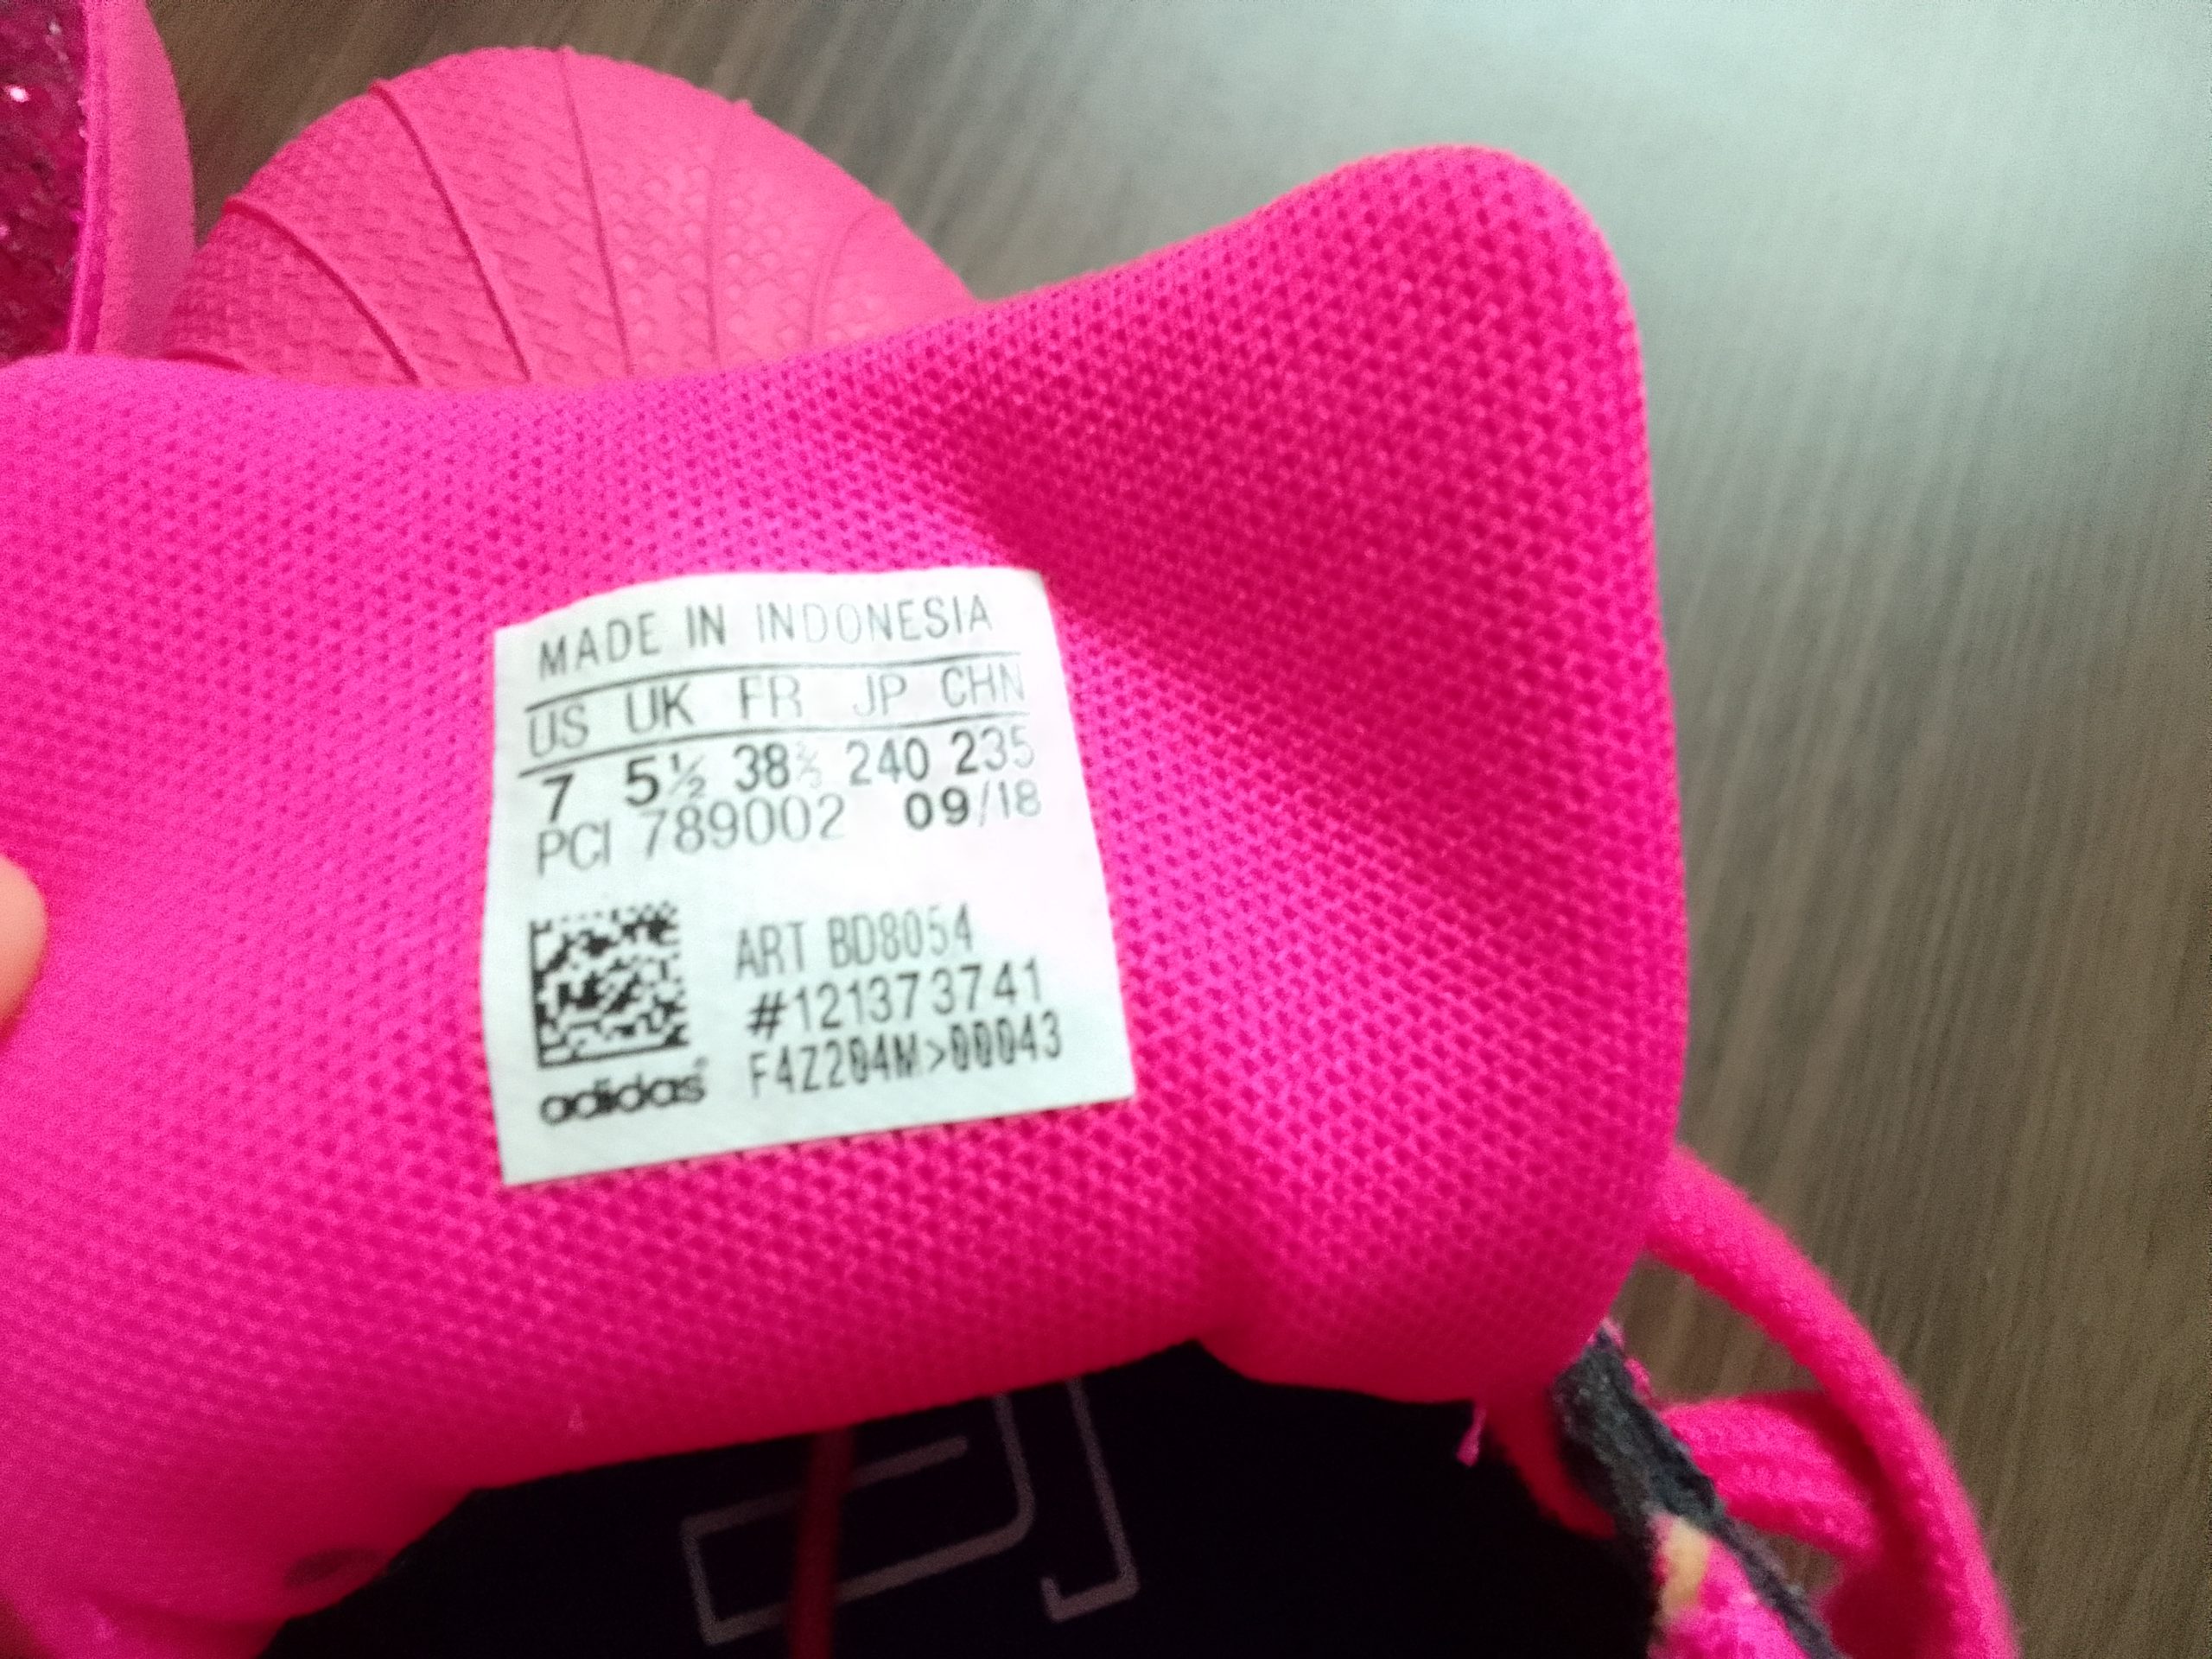 MADE IN INDONESIA
US UK FR JP CHN
7 5½ 38⅔ 240 235
PCI 789002 09/18
ART BD8054
#121373741
F4Z204M>00043
adidas®